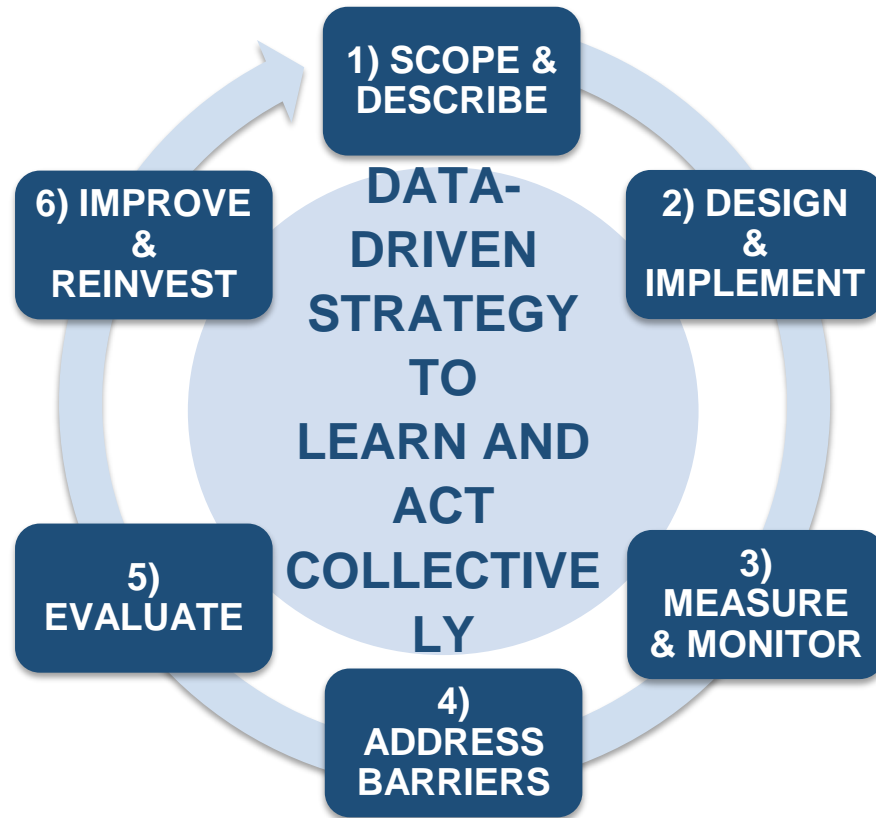 1) SCOPE &
DESCRIBE
2) DESIGN
&
IMPLEMENT
3)
MEASURE
& MONITOR
4)
ADDRESS
BARRIERS
5)
EVALUATE
6) IMPROVE
&
REINVEST
DATA-
DRIVEN
STRATEGY
TO
LEARN AND
ACT
COLLECTIVE
LY